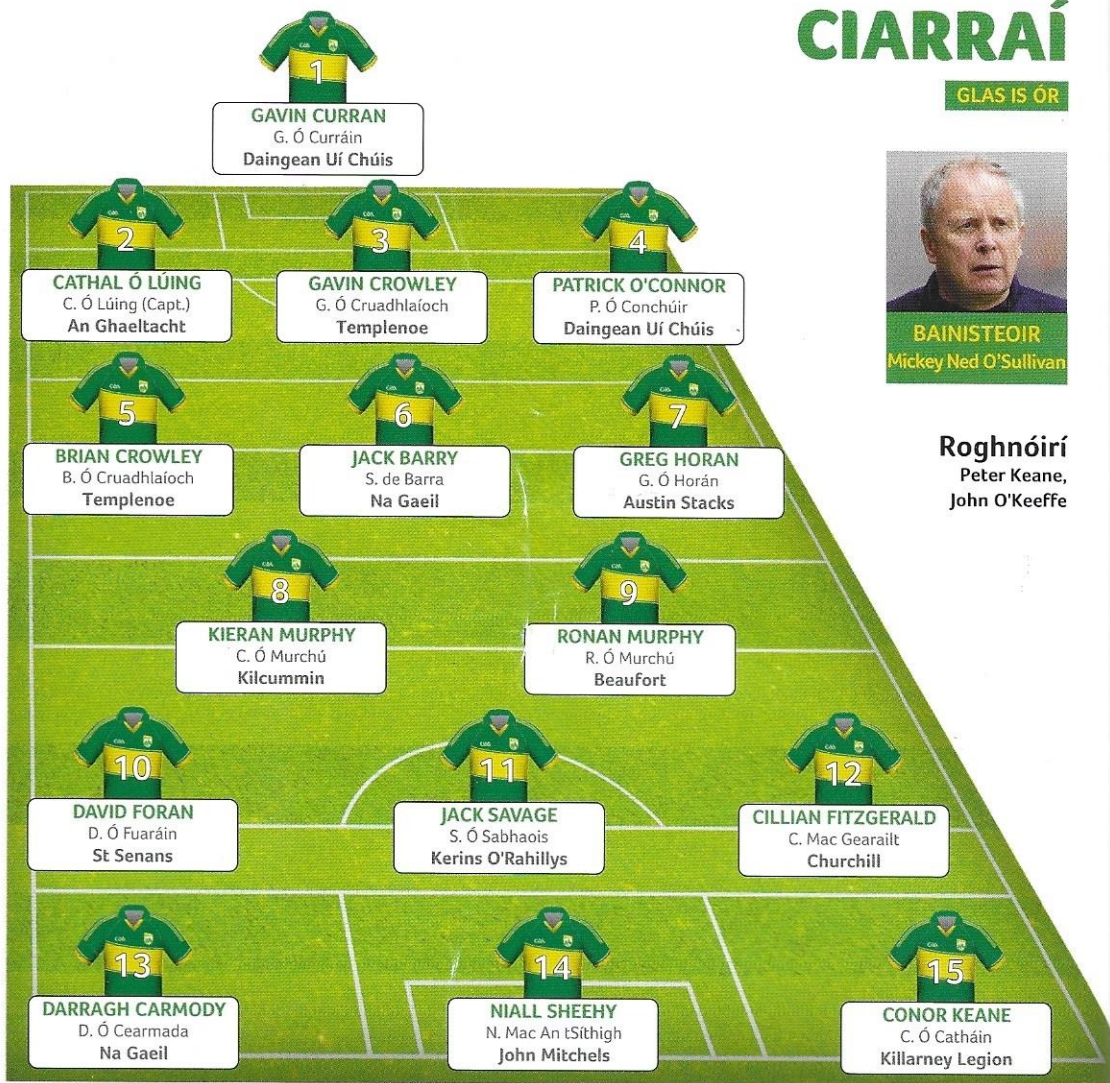 CIARRAÍ
GLAS IS ÓR
1
GAVIN CURRAN
G. Ó Curráin
Daingean Uí Chúis
2
CATHAL Ó LÚING
C. Ó Lúing (Capt.)
An Ghaeltacht
3
GAVIN CROWLEY
G. Ó Cruadhlaíoch
Templenoe
4
PATRICK O'CONNOR
P. Ó Conchúir
Daingean Uí Chúis
BAINISTEOIR
Mickey Ned O'Sullivan
5
BRIAN CROWLEY
B. Ó Cruadhlaíoch
Templenoe
6
JACK BARRY
S. de Barra
Na Gaeil
7
GREG HORAN
G. Ó Horán
Austin Stacks
Roghnóirí
Peter Keane,
John O'Keeffe
8
KIERAN MURPHY
C. Ó Murchú
Kilcummin
9
RONAN MURPHY
R. Ó Murchú
Beaufort
10
DAVID FORAN
D. Ó Fuaráin
St Senans
11
JACK SAVAGE
S. Ó Sabhaois
Kerins O'Rahillys
12
CILLIAN FITZGERALD
C. Mac Gearailt
Churchill
13
DARRAGH CARMODY
D. Ó Cearmada
Na Gaeil
14
NIALL SHEEHY
N. Mac An tSíthigh
John Mitchels
15
CONOR KEANE
C. Ó Catháin
Killarney Legion